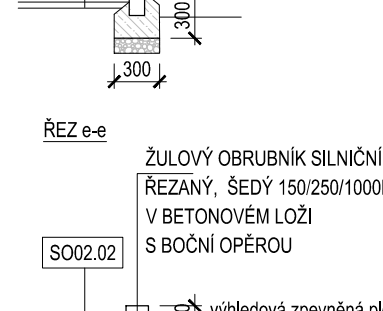 300
300
ŘEZ e-e
ŽULOVÝ OBRUBNÍK SILNIČNÍ
ŘEZANÝ, ŠEDÝ 150/250/1000
V BETONOVÉM LOŽI
S BOČNÍ OPĚROU
SO02.02
výhledová zpevněná